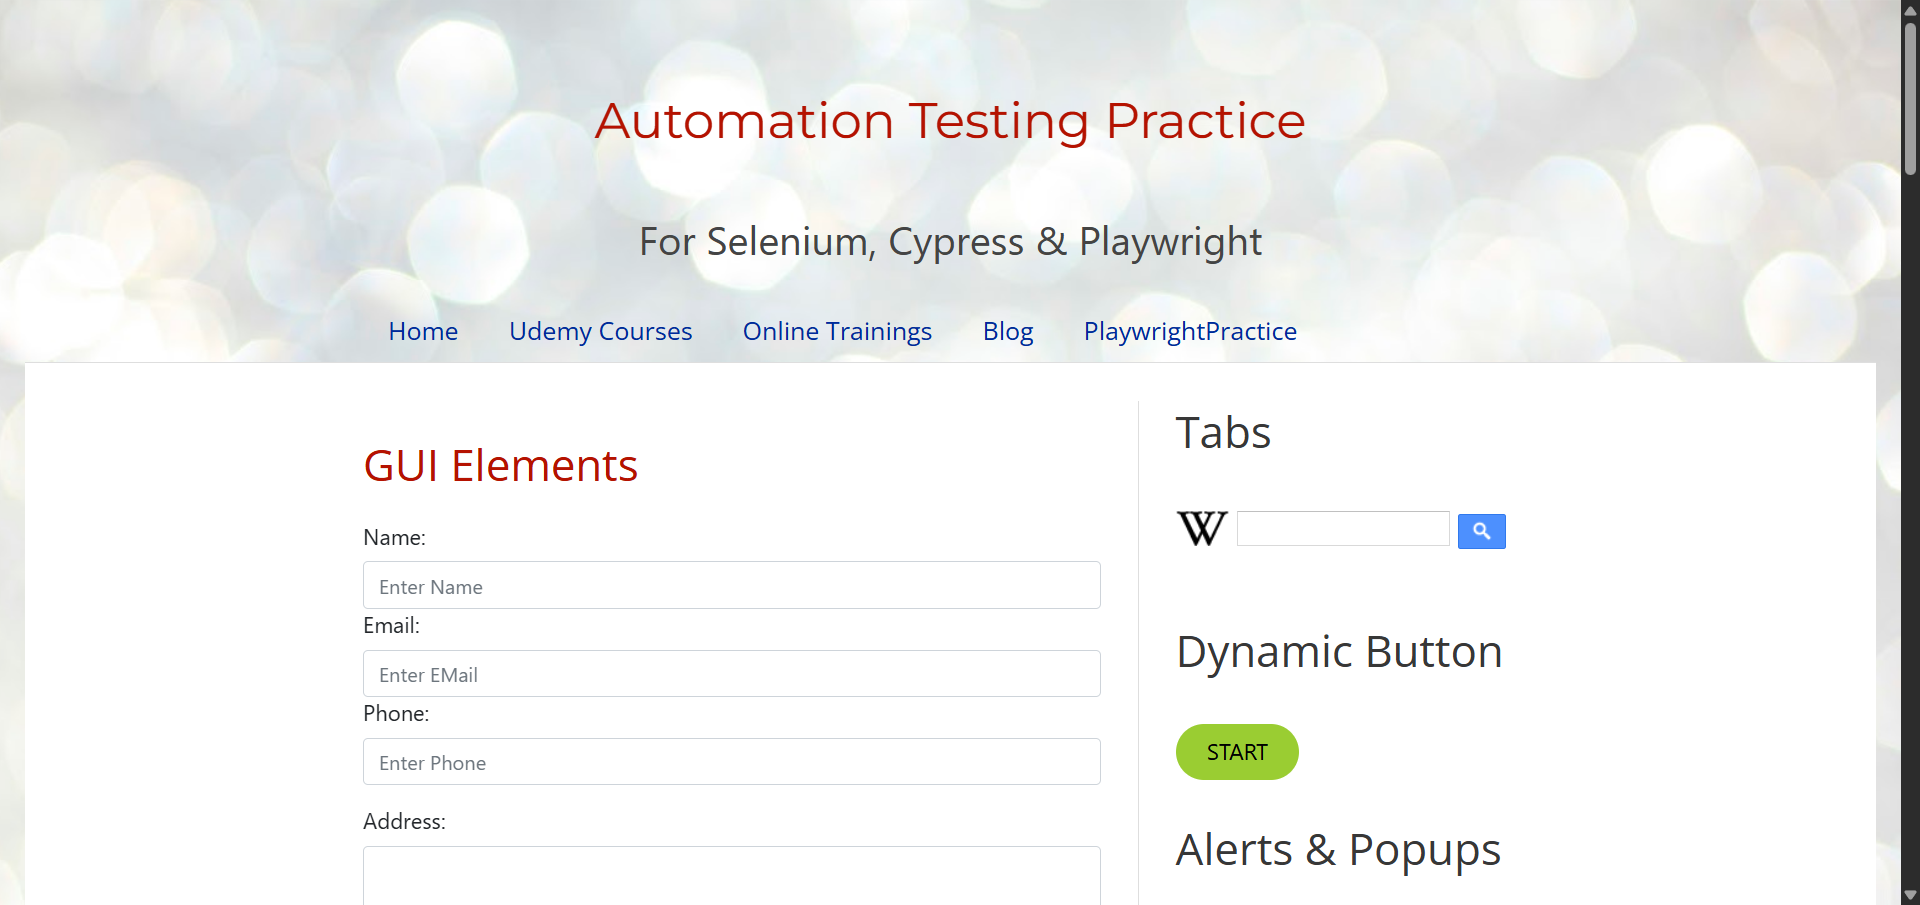 Automation Testing Practice
For Selenium, Cypress & Playwright
Home Udemy Courses Online Trainings Blog PlaywrightPractice
GUI Elements
Name:
Enter Name
Email:
Enter EMail
Phone:
Enter Phone
Address:
Tabs
W
Dynamic Button
START
Alerts & Popups